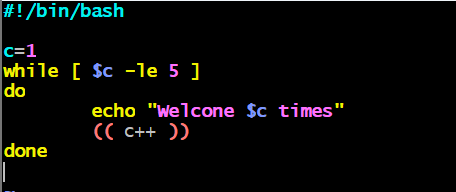 #!/bin/bash
c=1
while [ $c -le 5 ]
do
echo "Welcone $c times"
(( c++ ))
done